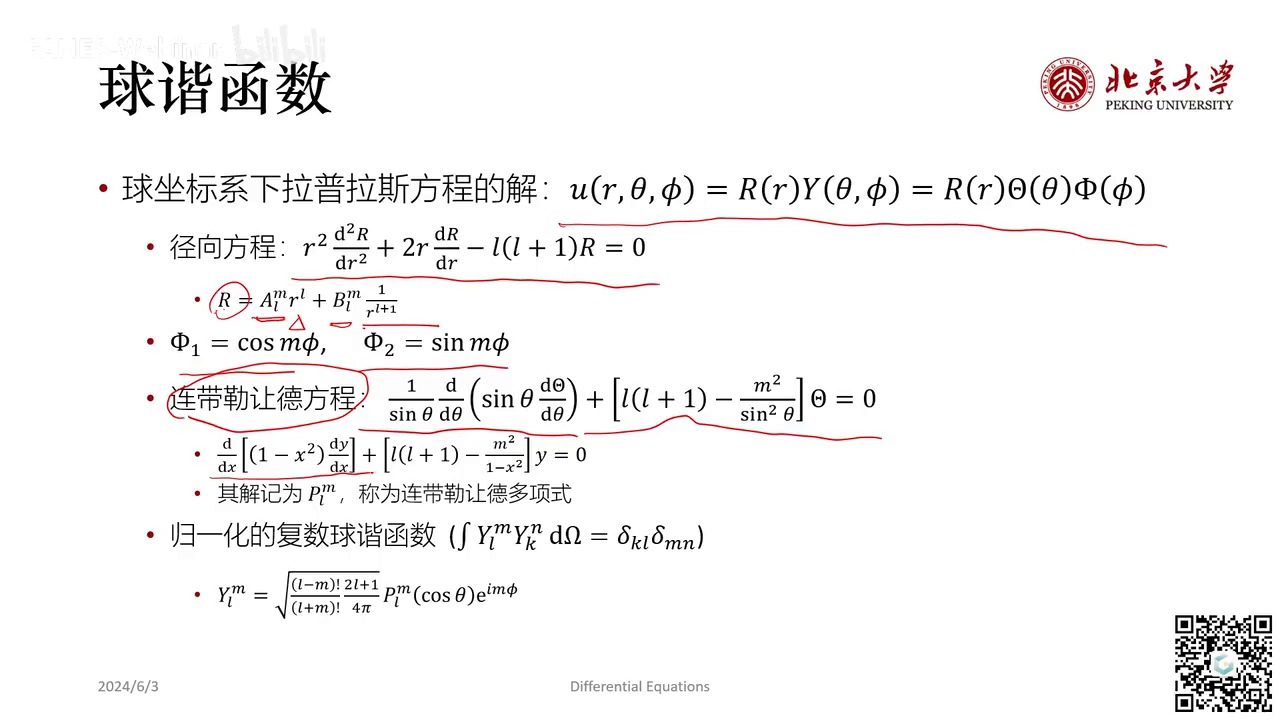 bilibili
球谐函数
北京大学
PEKING UNIVERSITY
• 球坐标系下拉普拉斯方程的解：u(r, θ, ϕ) = R(r)Y(θ, ϕ) = R(r)Θ(θ)Φ(ϕ)
• 径向方程：r² d²R/dr² + 2r dR/dr − l(l + 1)R = 0
• R = A_l^m r^l + B_l^m 1/r^{l+1}
• Φ₁ = cos mϕ, Φ₂ = sin mϕ
• 连带勒让德方程：1/sin θ d/dθ (sin θ dΘ/dθ) + [l(l + 1) − m²/sin² θ] Θ = 0
• d/dx [(1 − x²) dy/dx] + [l(l + 1) − m²/1−x²] y = 0
• 其解记为 P_l^m，称为连带勒让德多项式
• 归一化的复数球谐函数 (∫ Y_l^m Y_k^n dΩ = δ_{kl}δ_{mn})
• Y_l^m = √((l−m)!/(l+m)! 2l+1/4π) P_l^m(cos θ)e^{imϕ}
2024/6/3
Differential Equations